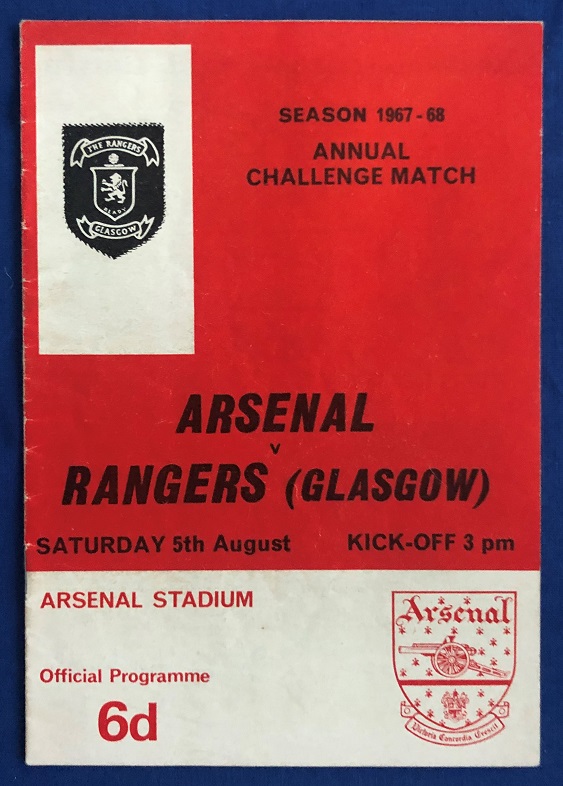 SEASON 1967-68
ANNUAL
CHALLENGE MATCH
THE RANGERS
READY
GLASGOW
ARSENAL
v
RANGERS (GLASGOW)
SATURDAY 5th August KICK-OFF 3 pm
ARSENAL STADIUM
Official Programme
6d
Arsenal
Victoria Concordia Crescit